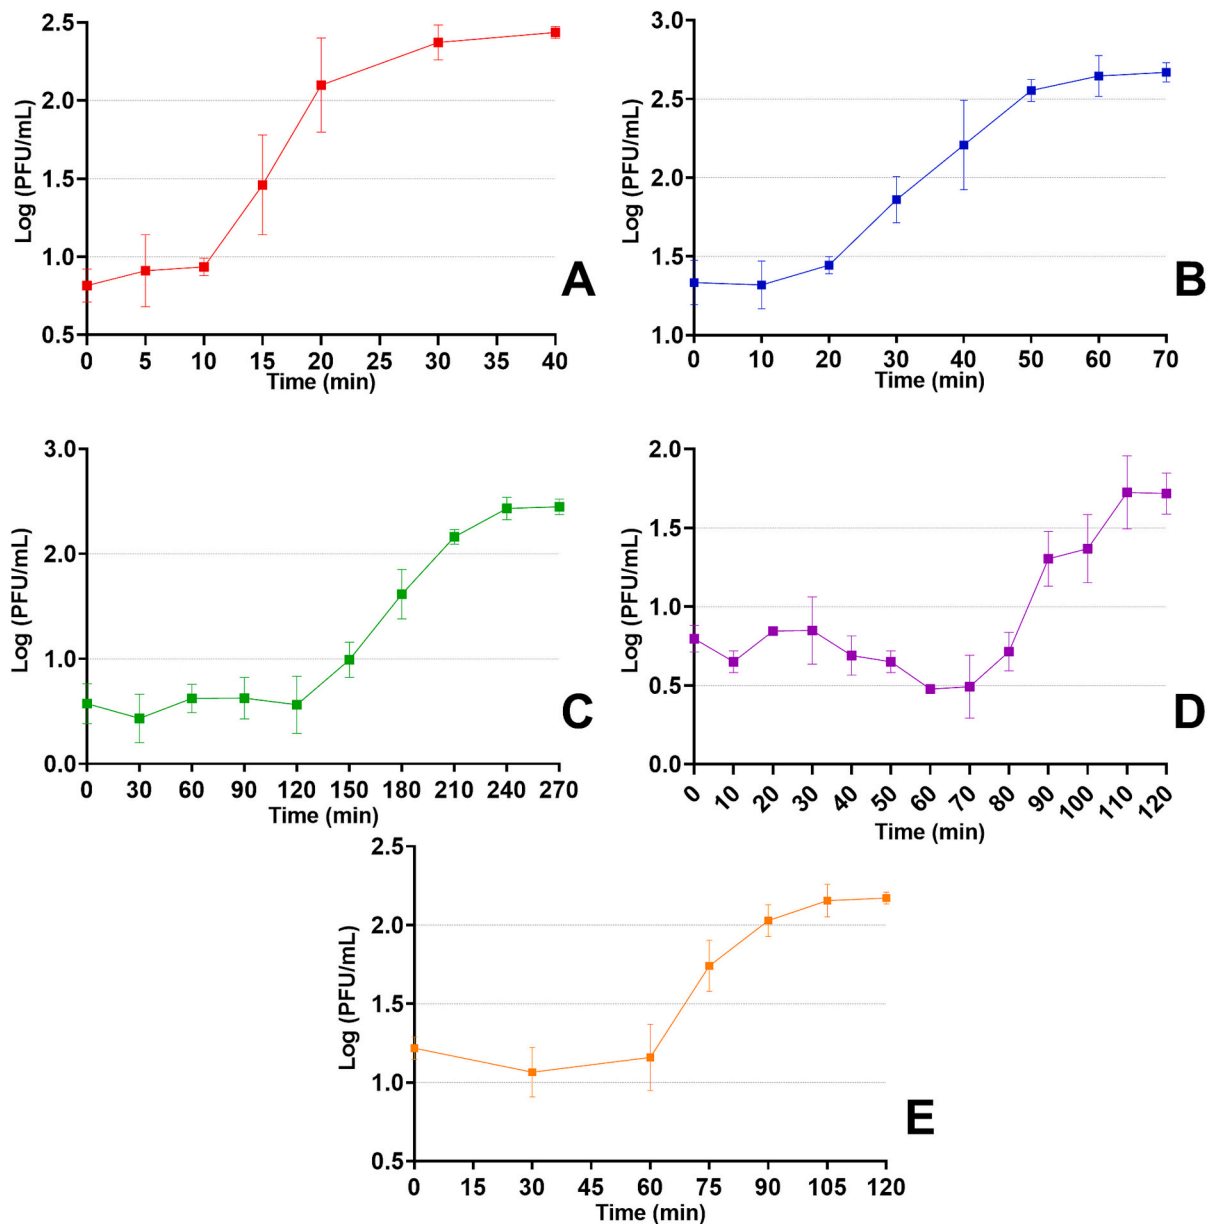 2.5
2.0
1.5
1.0
0.5
Log (PFU/mL)
0 5 10 15 20 25 30 35 40
Time (min)
A
3.0
2.5
2.0
1.5
1.0
Log (PFU/mL)
0 10 20 30 40 50 60 70
Time (min)
B
3.0
2.0
1.0
0.0
Log (PFU/mL)
0 30 60 90 120 150 180 210 240 270
Time (min)
C
2.0
1.5
1.0
0.5
0.0
Log (PFU/mL)
0 10 20 30 40 50 60 70 80 90 100 110 120
Time (min)
D
2.5
2.0
1.5
1.0
0.5
Log (PFU/mL)
0 15 30 45 60 75 90 105 120
Time (min)
E